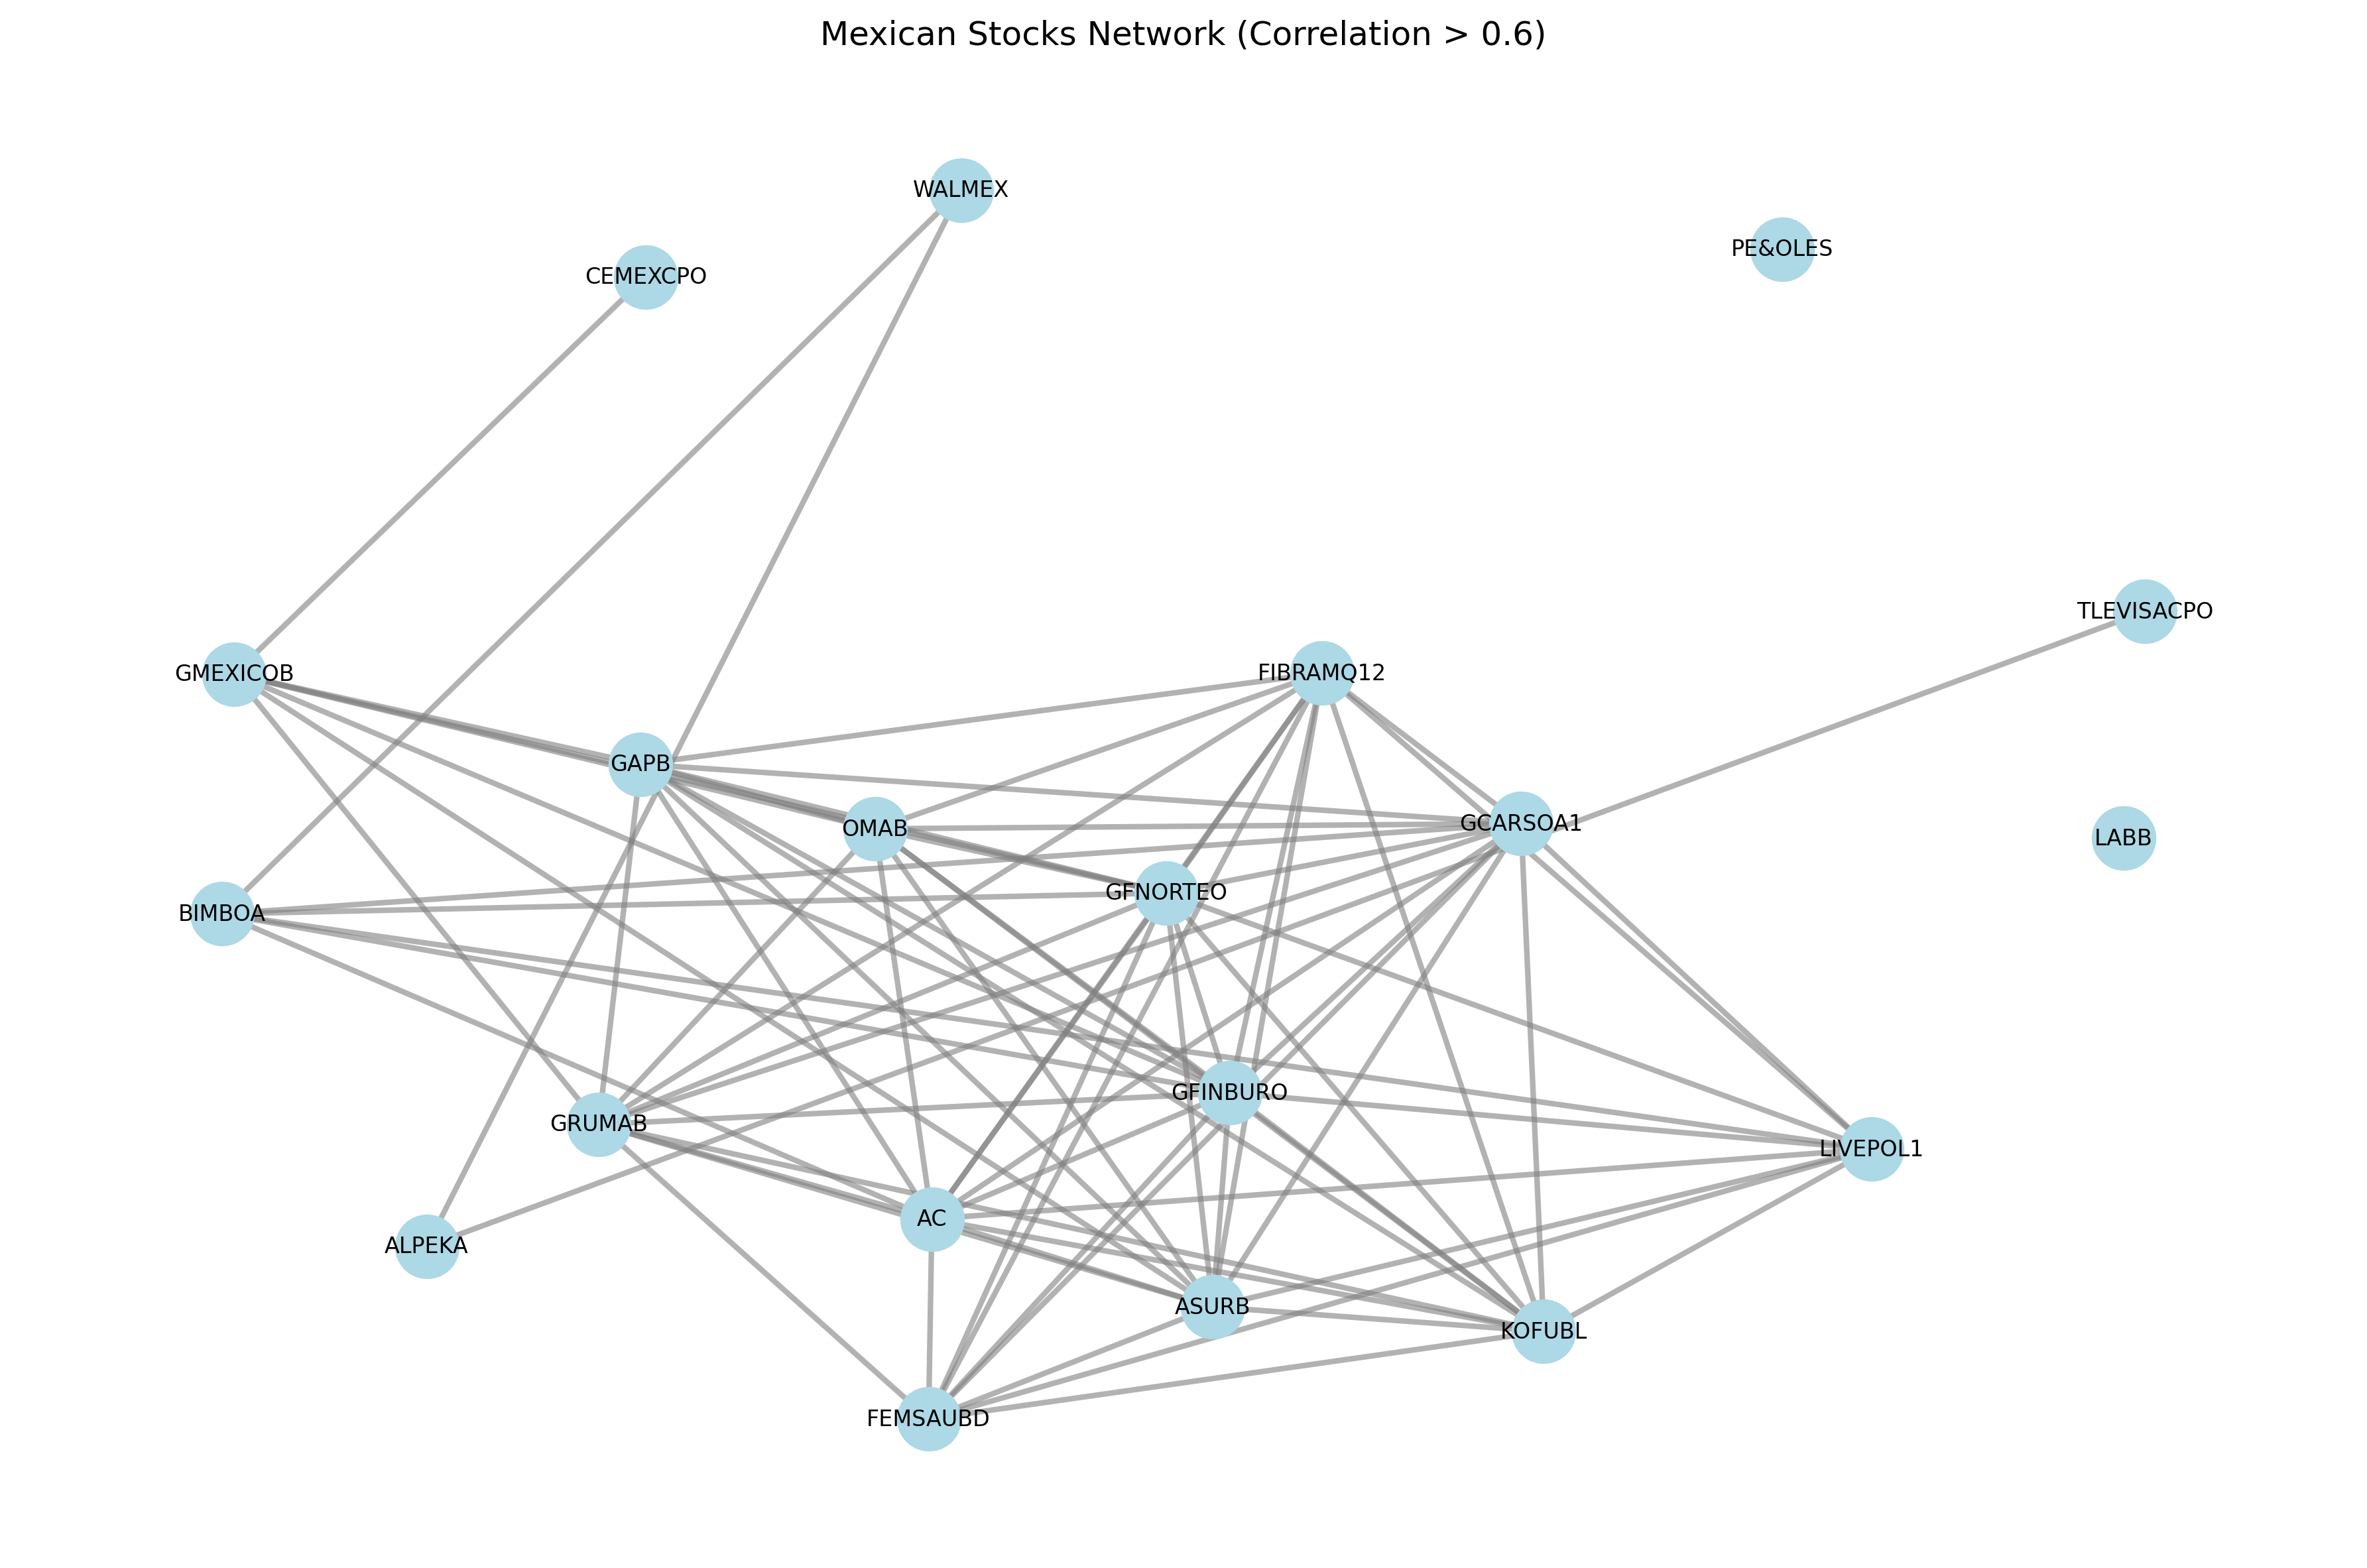 Mexican Stocks Network (Correlation > 0.6)
WALMEX
PE&OLES
CEMEXCPO
TLEVISACPO
FIBRAMQ12
GMEXICOB
GAPB
GCARSOA1
OMAB
LABB
GFNORTEO
BIMBOA
GFINBURO
GRUMAB
LIVEPOL1
AC
ALPEKA
ASURB
KOFUBL
FEMSAUBD